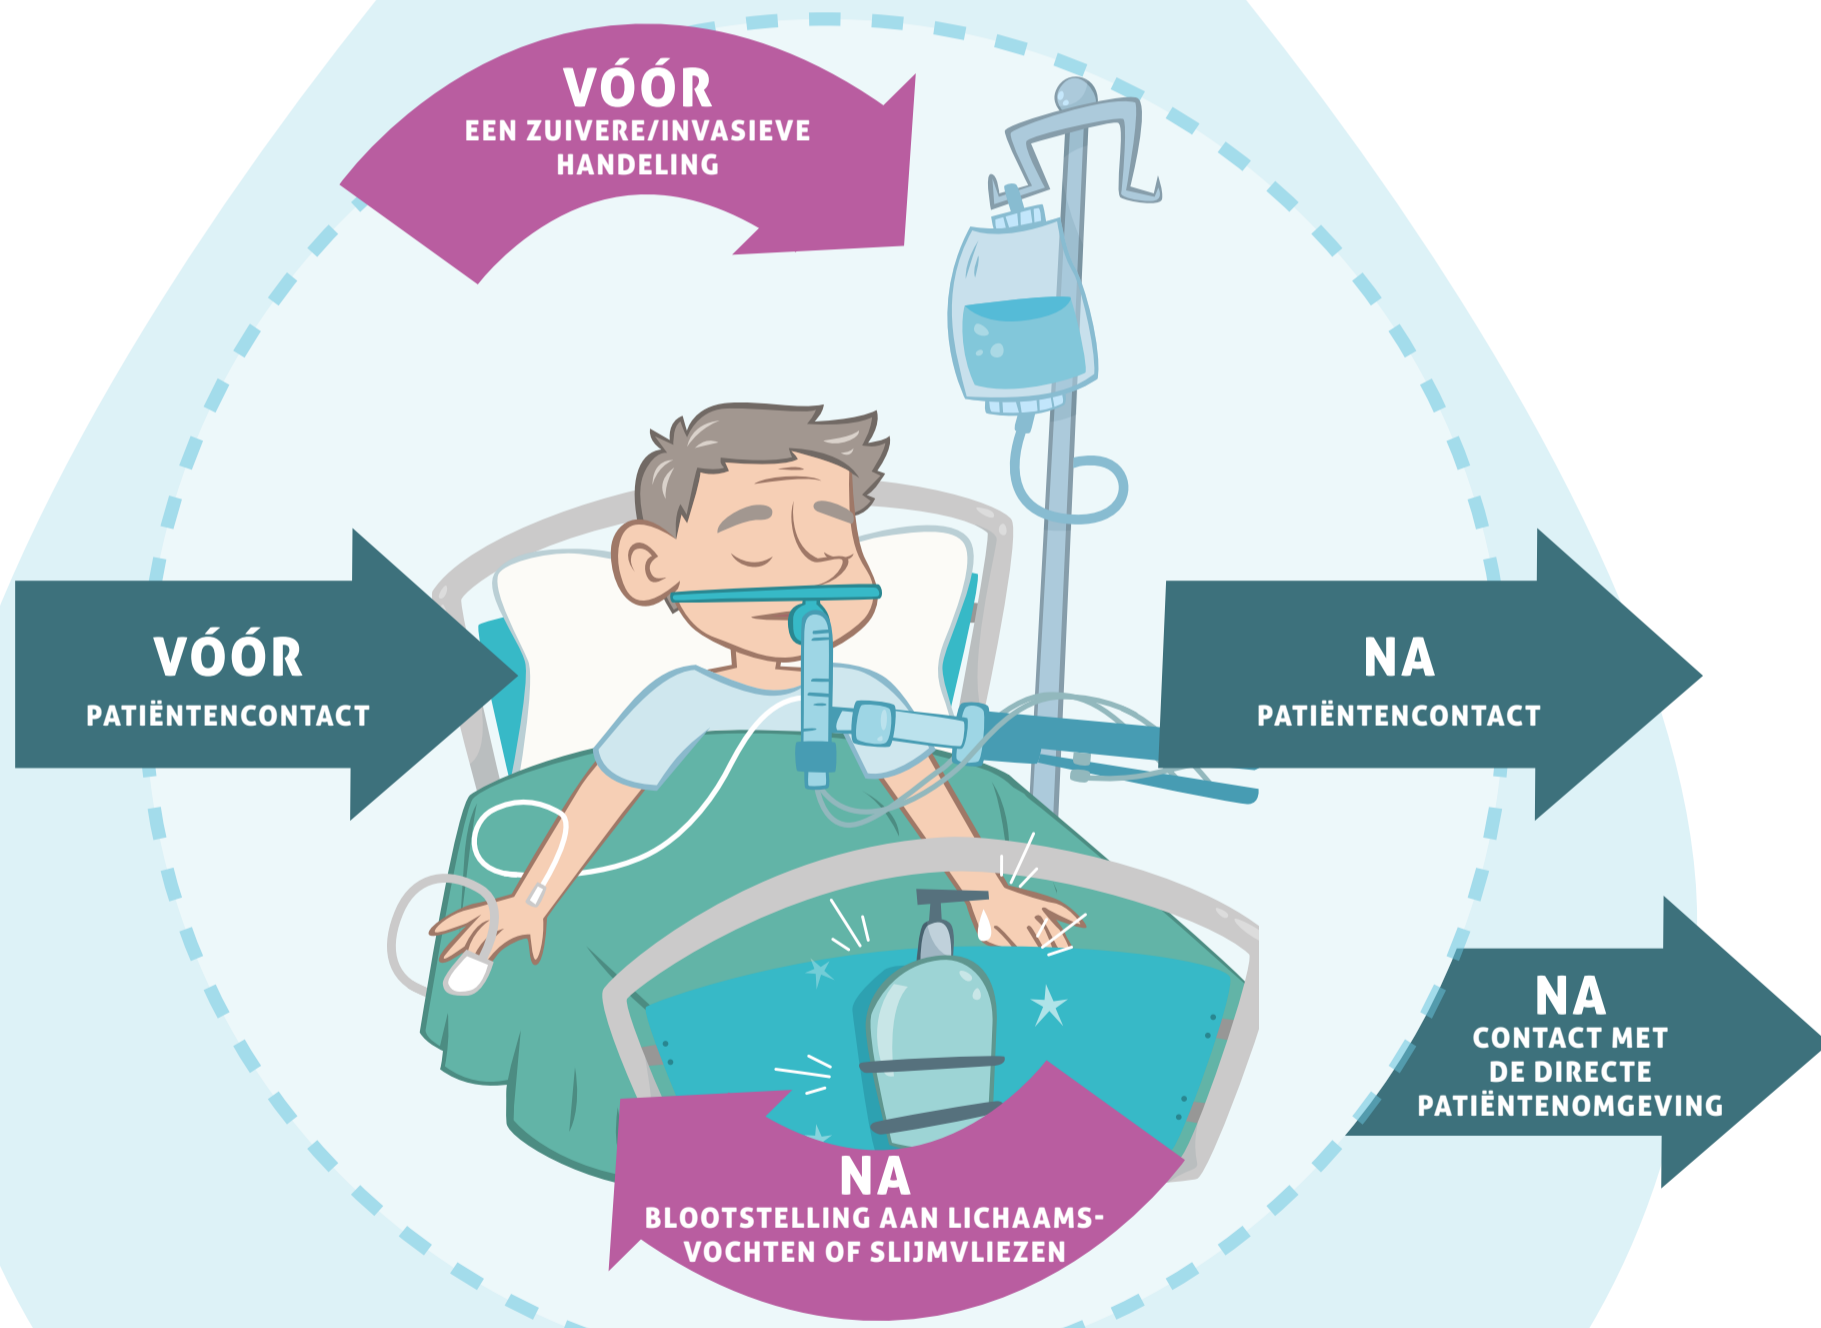 VÓÓR
EEN ZUIVERE/INVASIEVE
HANDELING
VÓÓR
PATIËNTENCONTACT
NA
PATIËNTENCONTACT
NA
CONTACT MET
DE DIRECTE
PATIËNTENOMGEVING
NA
BLOOTSTELLING AAN LICHAAMS-
VOCHTEN OF SLIJMVLIEZEN